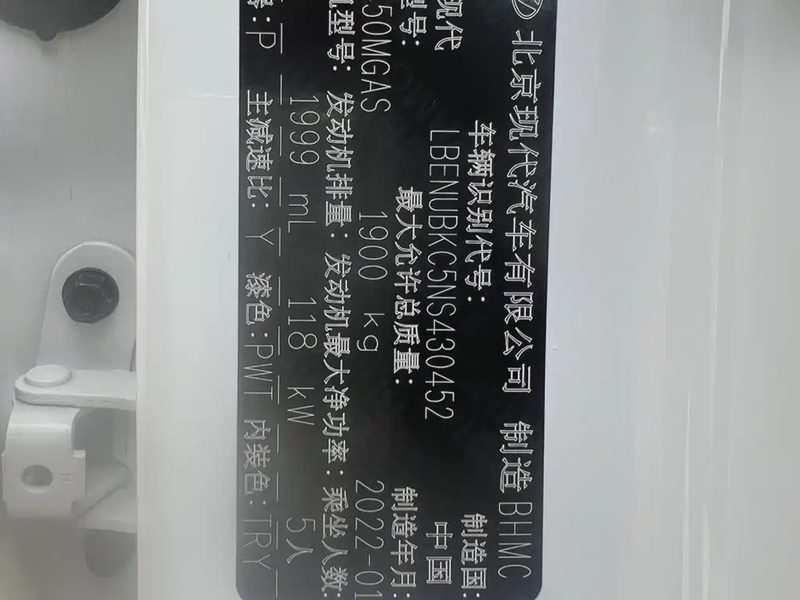 北京现代汽车有限公司 制造 BHMC
车辆识别代号: 制造国:
LBENUBKC5NS430452 中国
现代 最大允许总质量: 制造年月:
型号: 1900 kg 2022-01
50MGAS
机型号: 发动机排量: 发动机最大净功率: 乘坐人数:
1999 mL 118 kW 5人
P 主减速比: Y 漆色: PWT 内装色: TRY